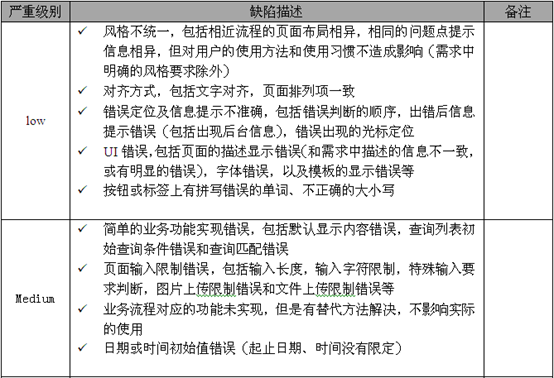 严重级别 缺陷描述 备注
low
✓ 风格不统一，包括相近流程的页面布局相异，相同的问题点提示
信息相异，但对用户的使用方法和使用习惯不造成影响（需求中
明确的风格要求除外）
✓ 对齐方式，包括文字对齐，页面排列项一致
✓ 错误定位及信息提示不准确，包括错误判断的顺序，出错后信息
提示错误（包括出现后台信息），错误出现的光标定位
✓ UI错误，包括页面的描述显示错误（和需求中描述的信息不一致，
或有明显的错误），字体错误，以及模板的显示错误等
✓ 按钮或标签上有拼写错误的单词、不正确的大小写
Medium
✓ 简单的业务功能实现错误，包括默认显示内容错误，查询列表初
始查询条件错误和查询匹配错误
✓ 页面输入限制错误，包括输入长度，输入字符限制，特殊输入要
求判断，图片上传限制错误和文件上传限制错误等
✓ 业务流程对应的功能未实现，但是有替代方法解决，不影响实际
的使用
✓ 日期或时间初始值错误（起止日期、时间没有限定）